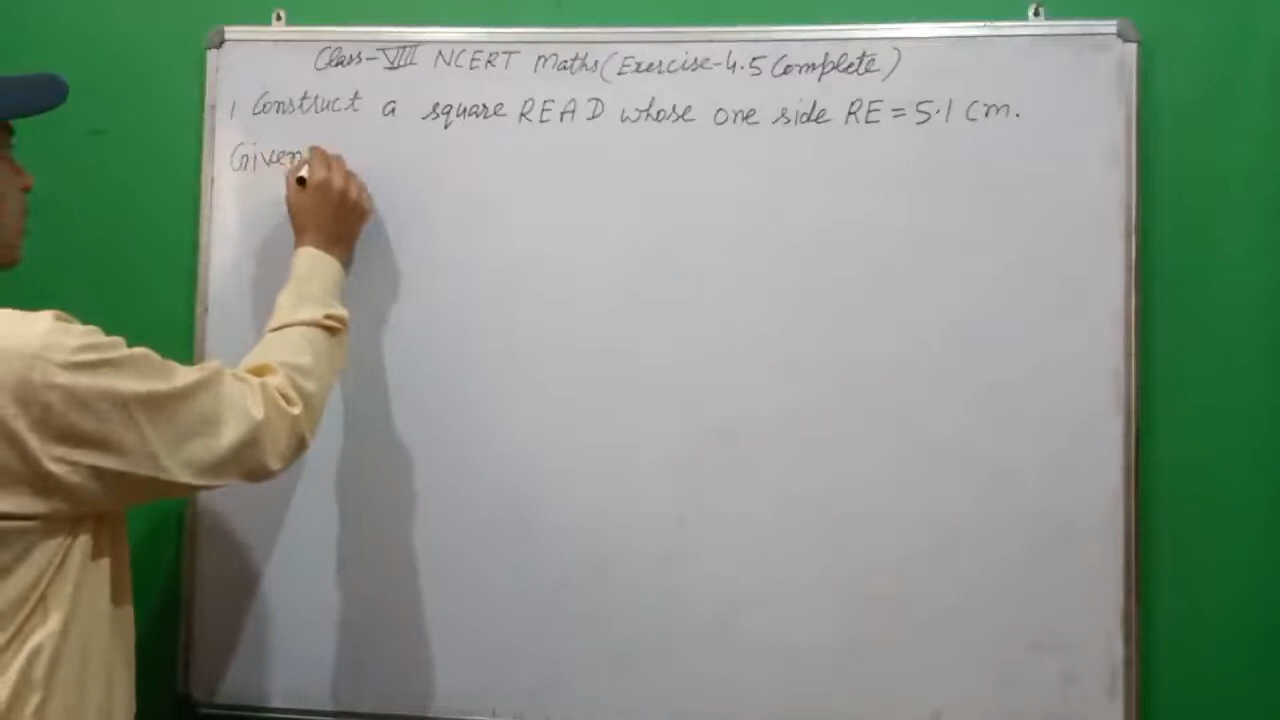 Class-VIII NCERT Maths (Exercise-4.5 Complete)
1 Construct a square READ whose one side RE = 5.1 cm.
Given